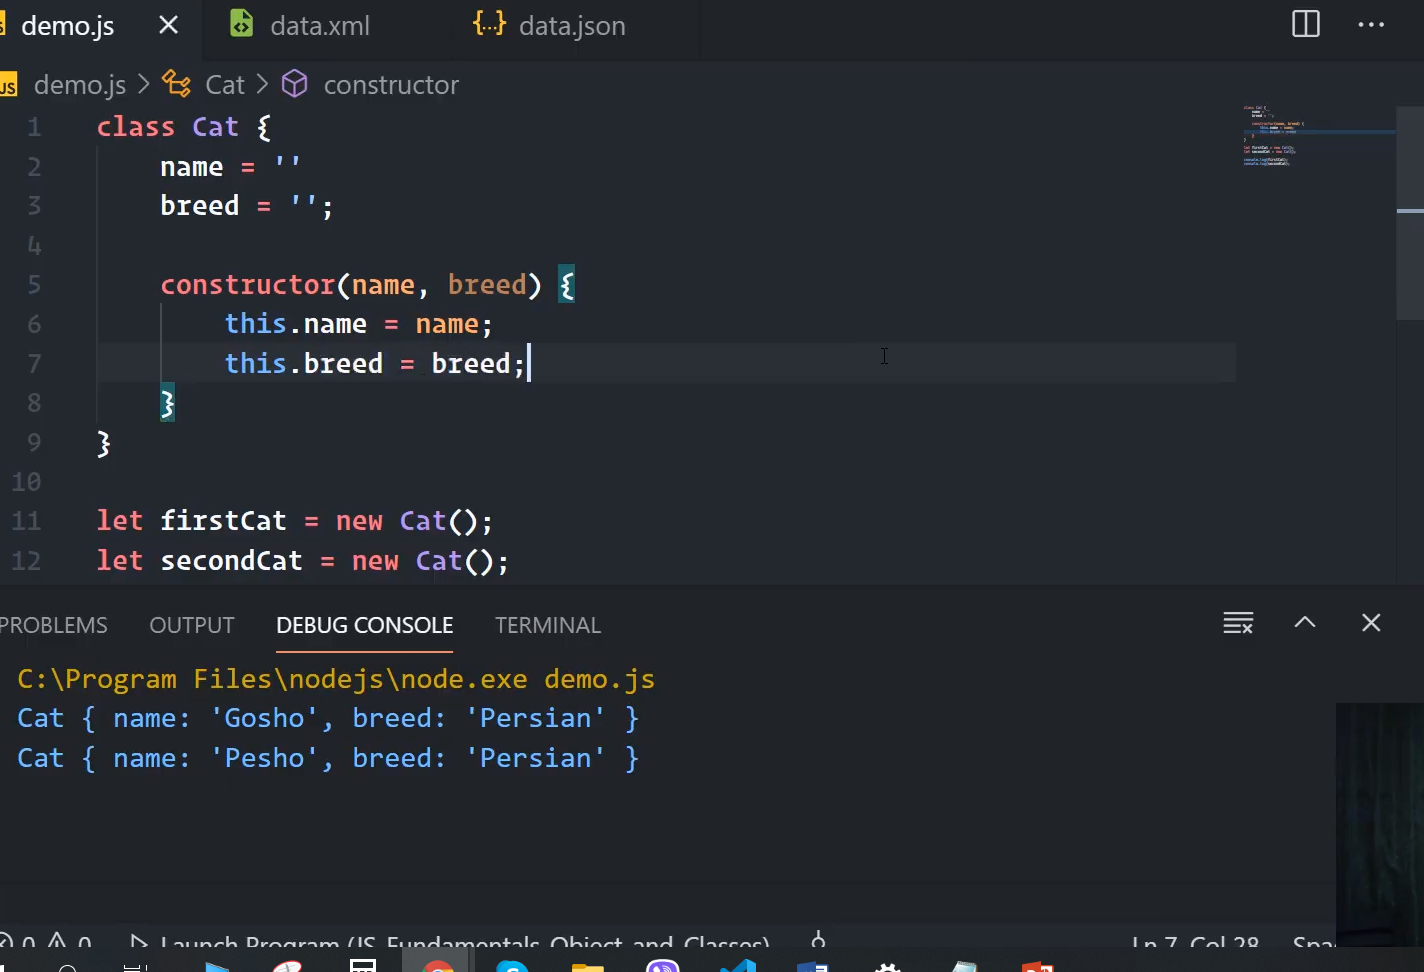 demo.js data.xml data.json
JS demo.js > Cat > constructor
1 class Cat {
2 name = ''
3 breed = '';
4
5 constructor(name, breed) {
6 this.name = name;
7 this.breed = breed;
8 }
9 }
10
11 let firstCat = new Cat();
12 let secondCat = new Cat();
PROBLEMS OUTPUT DEBUG CONSOLE TERMINAL
C:\Program Files\nodejs\node.exe demo.js
Cat { name: 'Gosho', breed: 'Persian' }
Cat { name: 'Pesho', breed: 'Persian' }
0 0 Launch Program (JS Fundamentals Object and Classes) Ln 7, Col 28